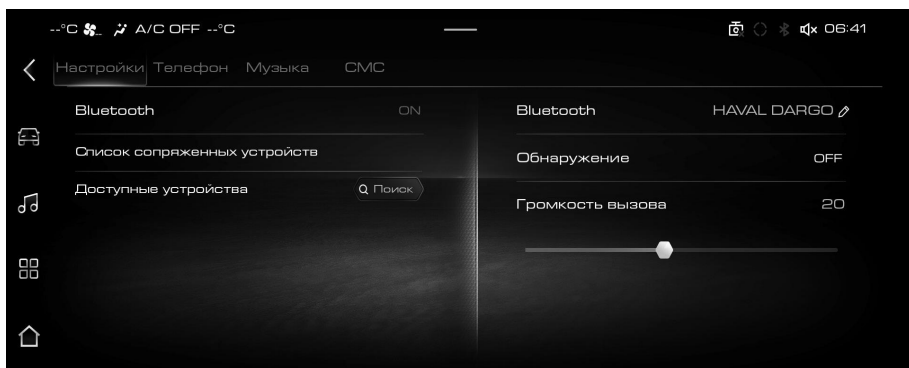 --°C A/C OFF --°C 06:41
Настройки Телефон Музыка СМС
Bluetooth ON
Список сопряженных устройств
Доступные устройства Поиск
Bluetooth HAVAL DARGO
Обнаружение OFF
Громкость вызова 20